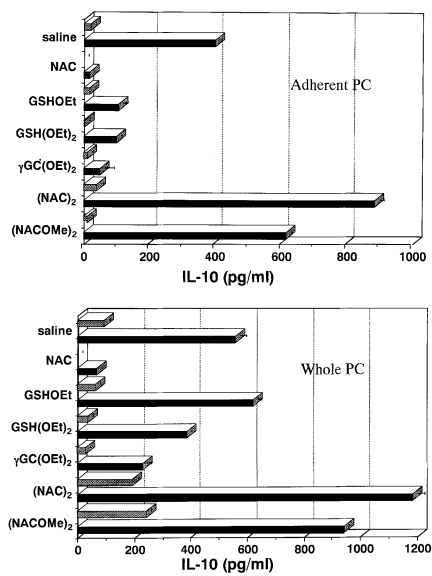 saline
NAC
GSHOEt
GSH(OEt)₂
γGC(OEt)₂
(NAC)₂
(NACOMe)₂
Adherent PC
0 200 400 600 800 1000
IL-10 (pg/ml)
saline
NAC
GSHOEt
GSH(OEt)₂
γGC(OEt)₂
(NAC)₂
(NACOMe)₂
Whole PC
0 200 400 600 800 1000 1200
IL-10 (pg/ml)